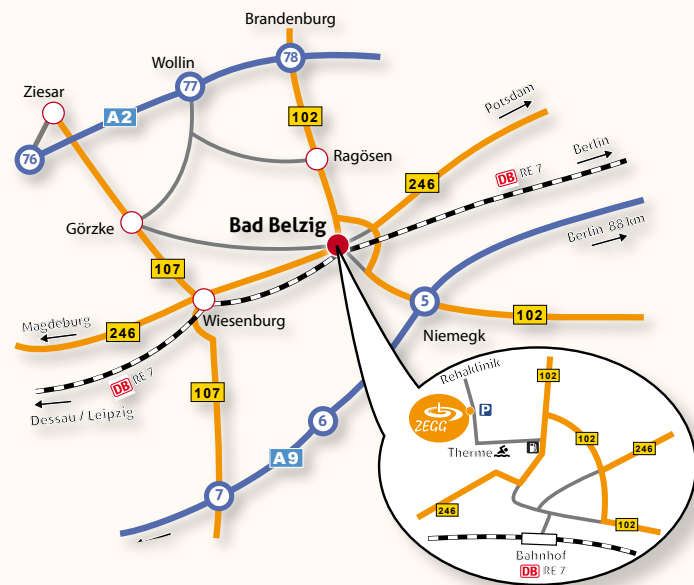 Brandenburg
Wollin
78
Ziesar
77
A2
102
Potsdam
76
Ragösen
Berlin
DB RE 7
246
Görzke
Bad Belzig
Berlin 88 km
107
5
102
Magdeburg
246
Wiesenburg
Niemegk
DB RE 7
107
Dessau / Leipzig
Rehaklinik
102
ZEGG
P
6
102
Therme
246
A9
7
246
102
Bahnhof
DB RE 7